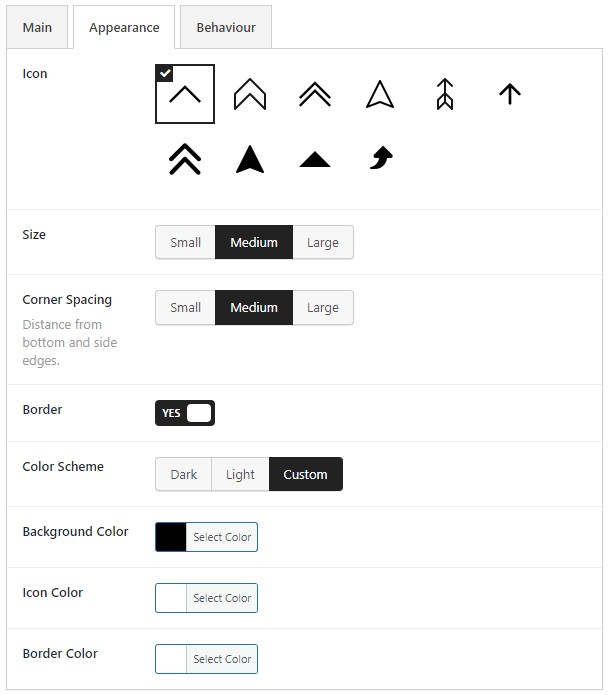 Main
Appearance
Behaviour
Icon
Size
Small
Medium
Large
Corner Spacing
Small
Medium
Large
Distance from
bottom and side
edges.
Border
YES
Color Scheme
Dark
Light
Custom
Background Color
Select Color
Icon Color
Select Color
Border Color
Select Color